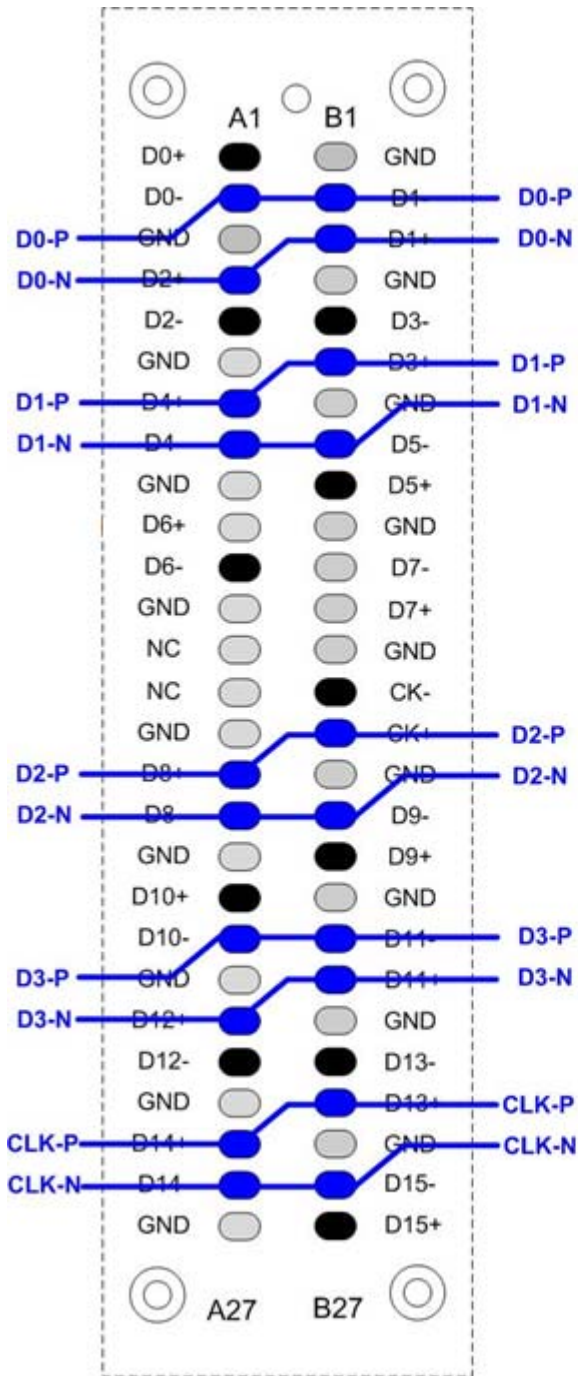 A1 B1
D0+ GND
D0- D1- D0-P
D0-P GND D1+ D0-N
D0-N D2+ GND
D2- D3-
GND D3+ D1-P
D1-P D4+ GND D1-N
D1-N D4 D5-
GND D5+
D6+ GND
D6- D7-
GND D7+
NC GND
NC CK-
GND CK+ D2-P
D2-P D8+ GND D2-N
D2-N D8 D9-
GND D9+
D10+ GND
D10- D11- D3-P
D3-P GND D11+ D3-N
D3-N D12+ GND
D12- D13-
GND D13+ CLK-P
CLK-P D14+ GND CLK-N
CLK-N D14 D15-
GND D15+
A27 B27